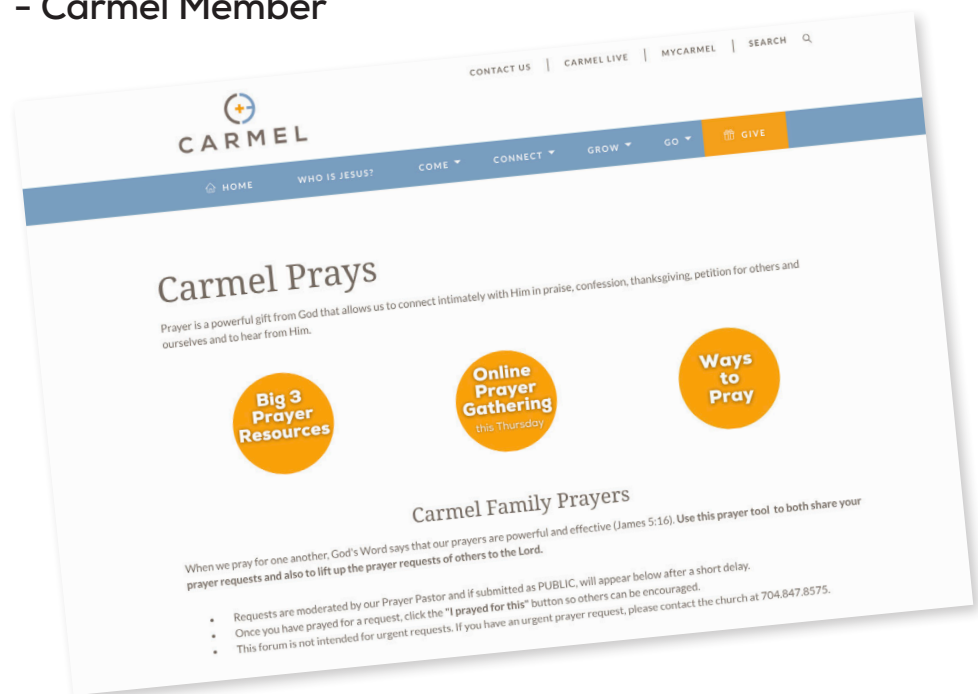 - Carmel Member
CONTACT US | CARMEL LIVE | MYCARMEL | SEARCH
CARMEL
HOME WHO IS JESUS? COME CONNECT GROW GO GIVE
Carmel Prays
Prayer is a powerful gift from God that allows us to connect intimately with Him in praise, confession, thanksgiving, petition for others and
ourselves and to hear from Him.
Big 3
Prayer
Resources
Online
Prayer
Gathering
this Thursday
Ways
to
Pray
Carmel Family Prayers
When we pray for one another, God's Word says that our prayers are powerful and effective (James 5:16). Use this prayer tool to both share your
prayer requests and also to lift up the prayer requests of others to the Lord.
• Requests are moderated by our Prayer Pastor and if submitted as PUBLIC, will appear below after a short delay.
• Once you have prayed for a request, click the "I prayed for this" button so others can be encouraged.
• This forum is not intended for urgent requests. If you have an urgent prayer request, please contact the church at 704.847.8575.